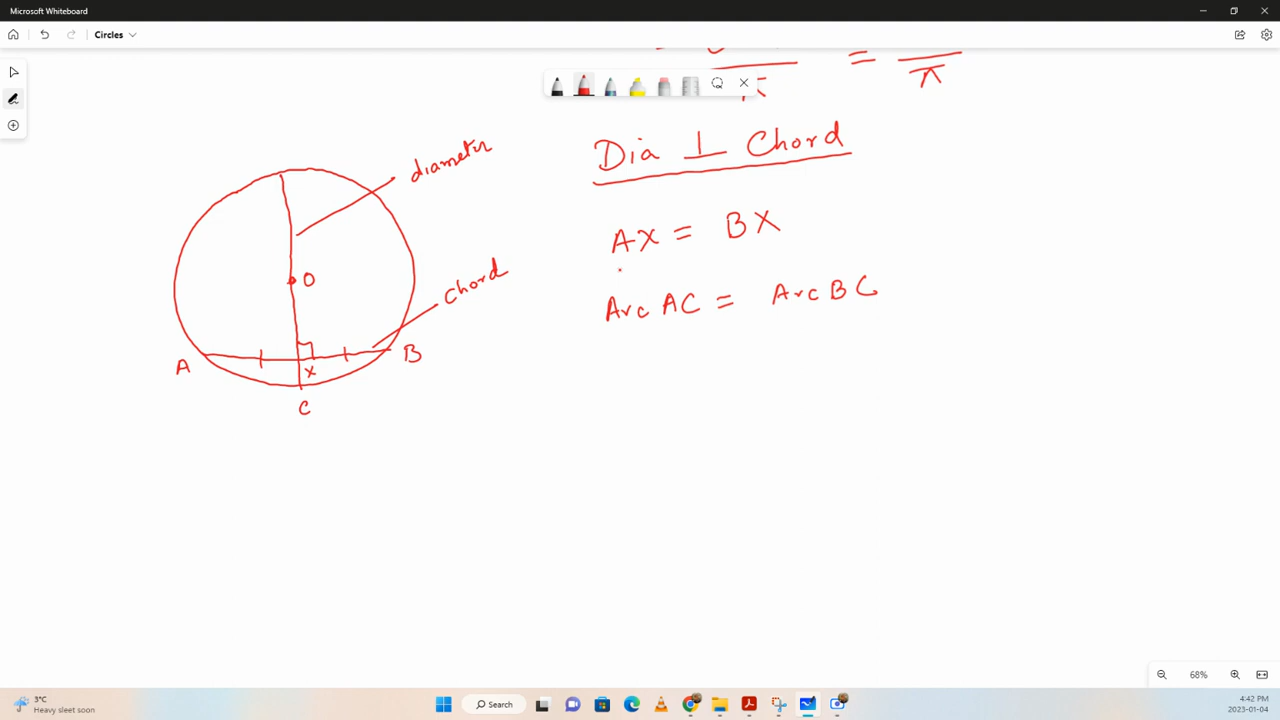 Microsoft Whiteboard
Circles
= π
π
Dia ⊥ Chord
diameter
AX = BX
O
chord
Arc AC = Arc BC
A
X
B
C
68%
3°C
Heavy sleet soon
Search
4:42 PM
2023-01-04